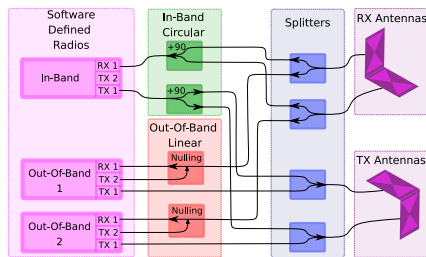 Software
Defined
Radios
In-Band
RX 1
TX 2
TX 1
Out-Of-Band
1
RX 1
TX 2
TX 1
Out-Of-Band
2
RX 1
TX 2
TX 1
In-Band
Circular
+90
+90
Out-Of-Band
Linear
Nulling
Nulling
Splitters
RX Antennas
TX Antennas